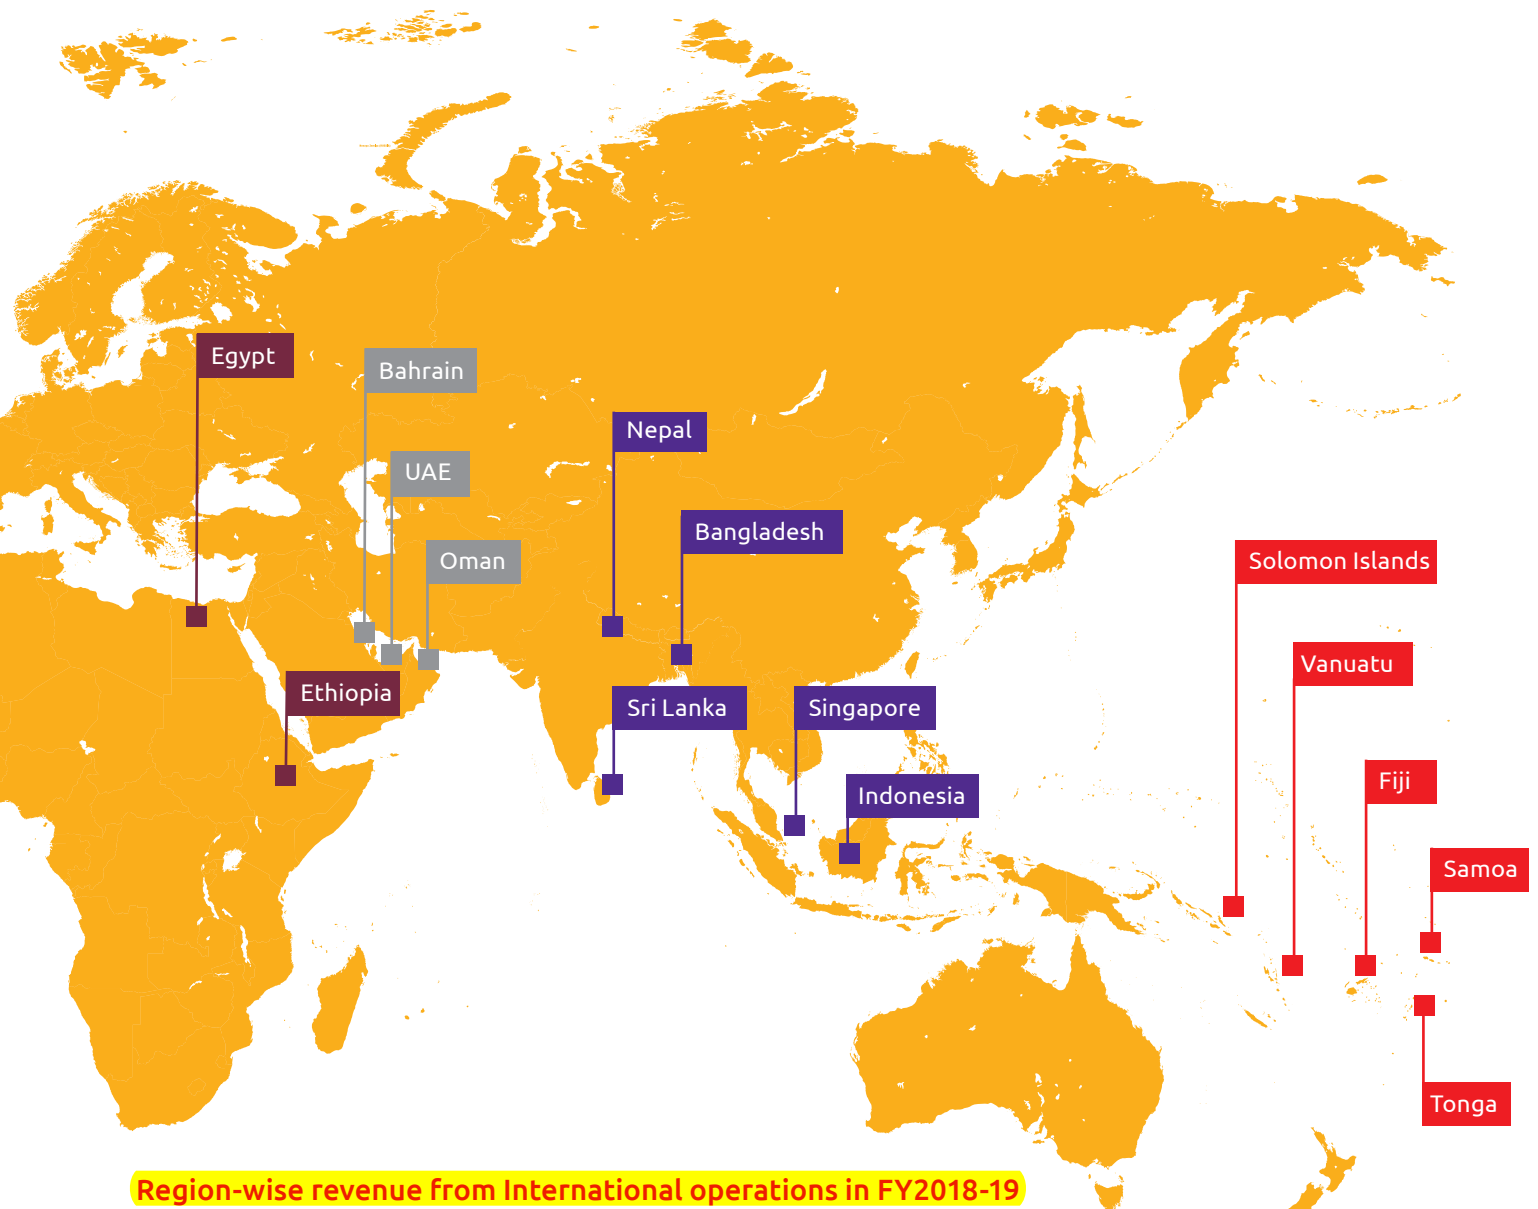 Egypt
Bahrain
Nepal
UAE
Bangladesh
Oman
Solomon Islands
Vanuatu
Ethiopia
Sri Lanka
Singapore
Fiji
Indonesia
Samoa
Tonga
Region-wise revenue from International operations in FY2018-19